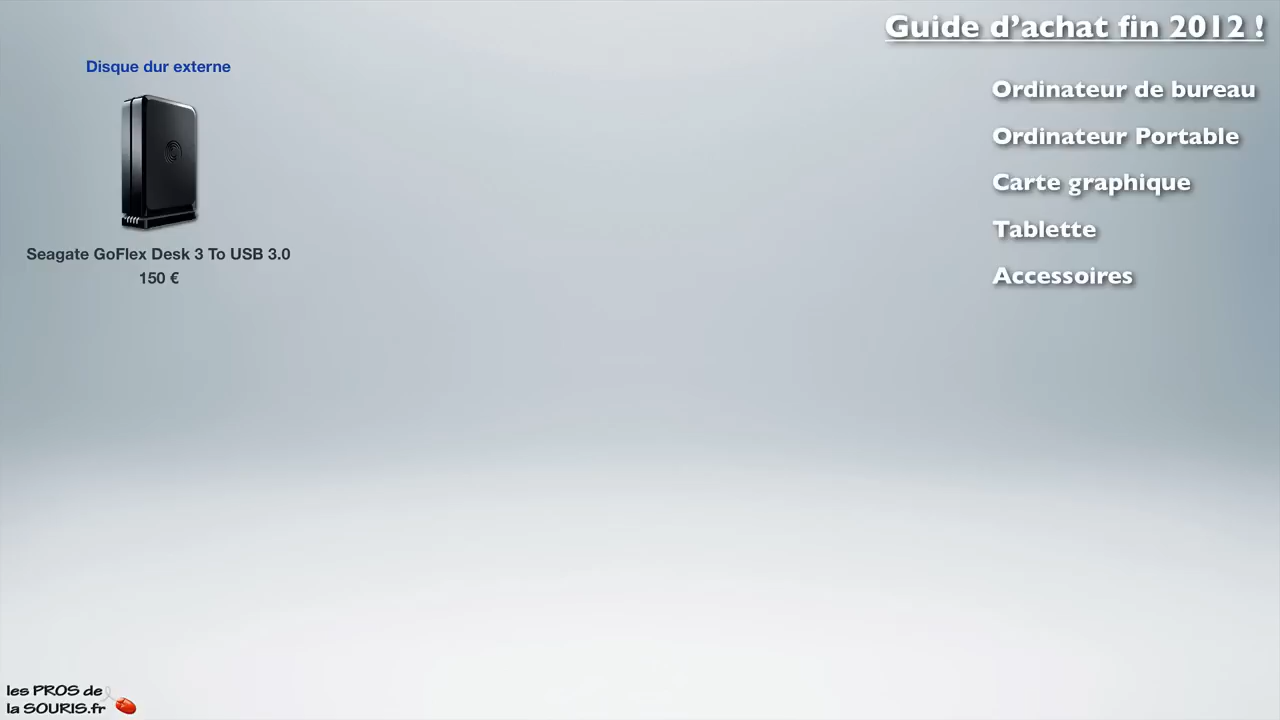 Guide d'achat fin 2012 !
Disque dur externe
Seagate GoFlex Desk 3 To USB 3.0
150 €
Ordinateur de bureau
Ordinateur Portable
Carte graphique
Tablette
Accessoires
les PROS de
la SOURIS.fr